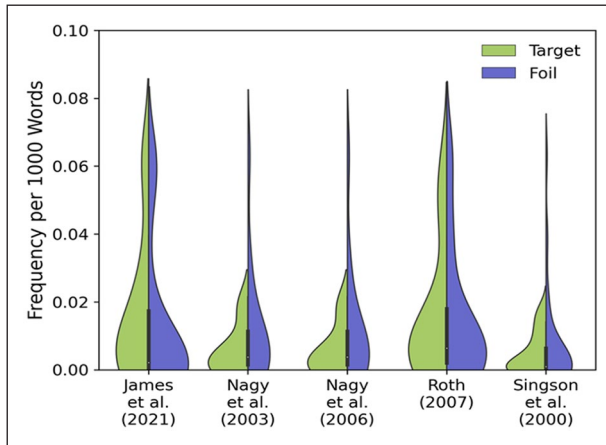 Frequency per 1000 Words
0.10
0.08
0.06
0.04
0.02
0.00
Target
Foil
James
et al.
(2021)
Nagy
et al.
(2003)
Nagy
et al.
(2006)
Roth
(2007)
Singson
et al.
(2000)